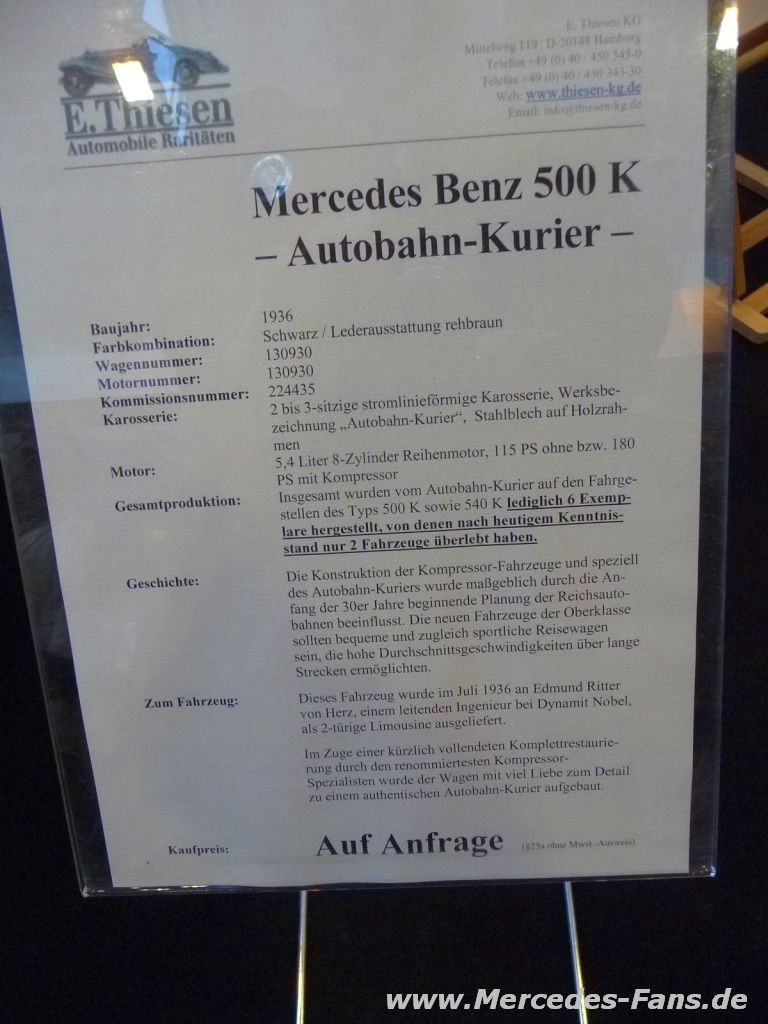 E. Thiesen KG
Mittelweg 119 | D-20148 Hamburg
Telefon +49 (0) 40 / 450 343-0
Telefax +49 (0) 40 / 450 343-30
Web: www.thiesen-kg.de
Email: info@thiesen-kg.de
E.Thiesen
Automobile Raritäten
Mercedes Benz 500 K
– Autobahn-Kurier –
Baujahr: 1936
Farbkombination: Schwarz / Lederausstattung rehbraun
Wagennummer: 130930
Motornummer: 130930
Kommissionsnummer: 224435
Karosserie: 2 bis 3-sitzige stromlinieförmige Karosserie, Werksbe-
zeichnung „Autobahn-Kurier“, Stahlblech auf Holzrah-
men
Motor: 5,4 Liter 8-Zylinder Reihenmotor, 115 PS ohne bzw. 180
PS mit Kompressor
Gesamtproduktion: Insgesamt wurden vom Autobahn-Kurier auf den Fahrge-
stellen des Typs 500 K sowie 540 K lediglich 6 Exemp-
lare hergestellt, von denen nach heutigem Kenntnis-
stand nur 2 Fahrzeuge überlebt haben.
Geschichte: Die Konstruktion der Kompressor-Fahrzeuge und speziell
des Autobahn-Kuriers wurde maßgeblich durch die An-
fang der 30er Jahre beginnende Planung der Reichsauto-
bahnen beeinflusst. Die neuen Fahrzeuge der Oberklasse
sollten bequeme und zugleich sportliche Reisewagen
sein, die hohe Durchschnittsgeschwindigkeiten über lange
Strecken ermöglichten.
Zum Fahrzeug: Dieses Fahrzeug wurde im Juli 1936 an Edmund Ritter
von Herz, einem leitenden Ingenieur bei Dynamit Nobel,
als 2-türige Limousine ausgeliefert.
Im Zuge einer kürzlich vollendeten Komplettrestaurie-
rung durch den renommiertesten Kompressor-
Spezialisten wurde der Wagen mit viel Liebe zum Detail
zu einem authentischen Autobahn-Kurier aufgebaut.
Kaufpreis: Auf Anfrage (§25a ohne Mwst.-Ausweis)
www.Mercedes-Fans.de